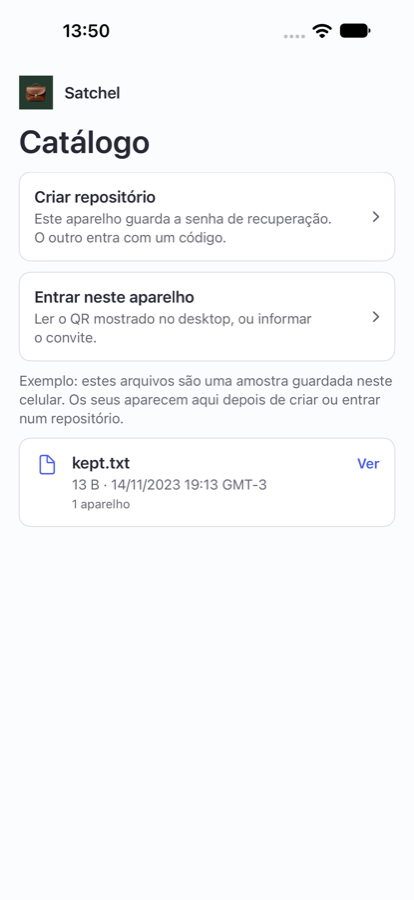 13:50
Satchel
Catálogo
Criar repositório
Este aparelho guarda a senha de recuperação.
O outro entra com um código.
Entrar neste aparelho
Ler o QR mostrado no desktop, ou informar
o convite.
Exemplo: estes arquivos são uma amostra guardada neste
celular. Os seus aparecem aqui depois de criar ou entrar
num repositório.
kept.txt
Ver
13 B · 14/11/2023 19:13 GMT-3
1 aparelho